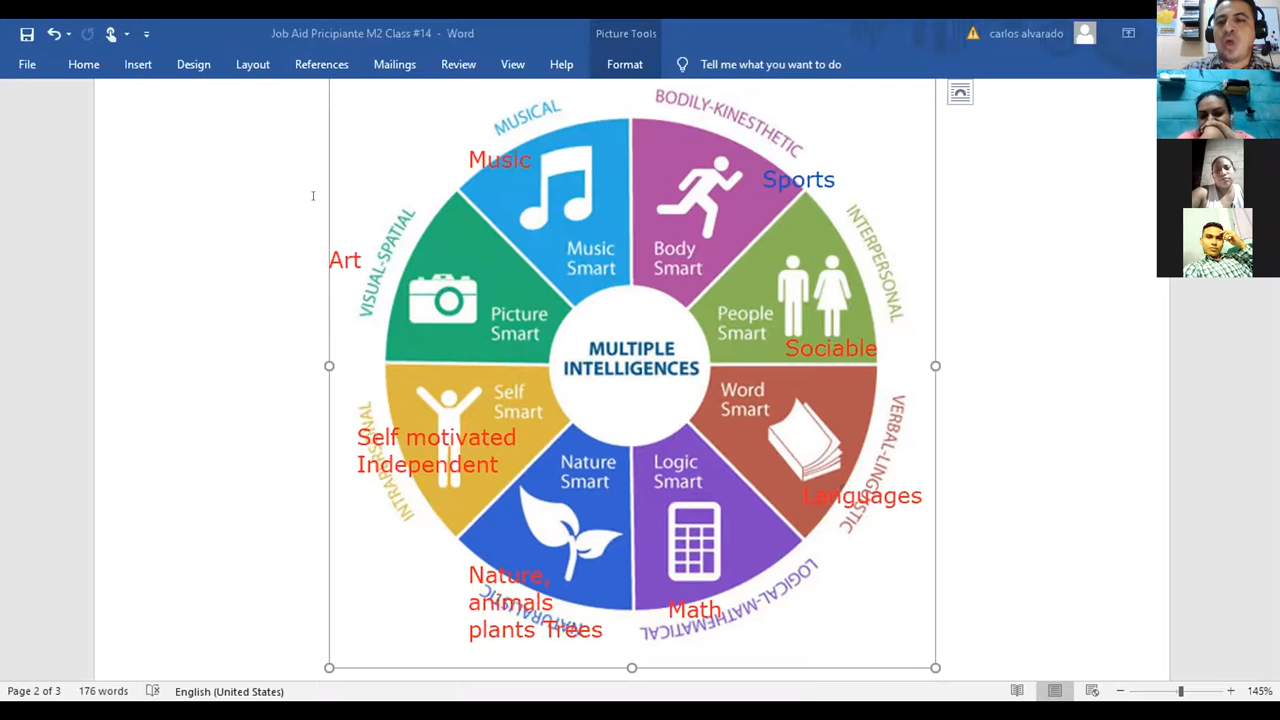 Job Aid Pricipiante M2 Class #14 - Word
Picture Tools
carlos alvarado
File
Home
Insert
Design
Layout
References
Mailings
Review
View
Help
Format
Tell me what you want to do
MUSICAL
BODILY-KINESTHETIC
Music
Sports
Music
Smart
Body
Smart
VISUAL-SPATIAL
INTERPERSONAL
Art
Picture
Smart
People
Smart
Sociable
MULTIPLE
INTELLIGENCES
Self
Smart
Word
Smart
Self motivated
Independent
INTRAPERSONAL
VERBAL-LINGUISTIC
Languages
Nature
Smart
Logic
Smart
Nature,
animals
plants Trees
NATURALISTIC
Math
LOGICAL-MATHEMATICAL
Page 2 of 3
176 words
English (United States)
145%